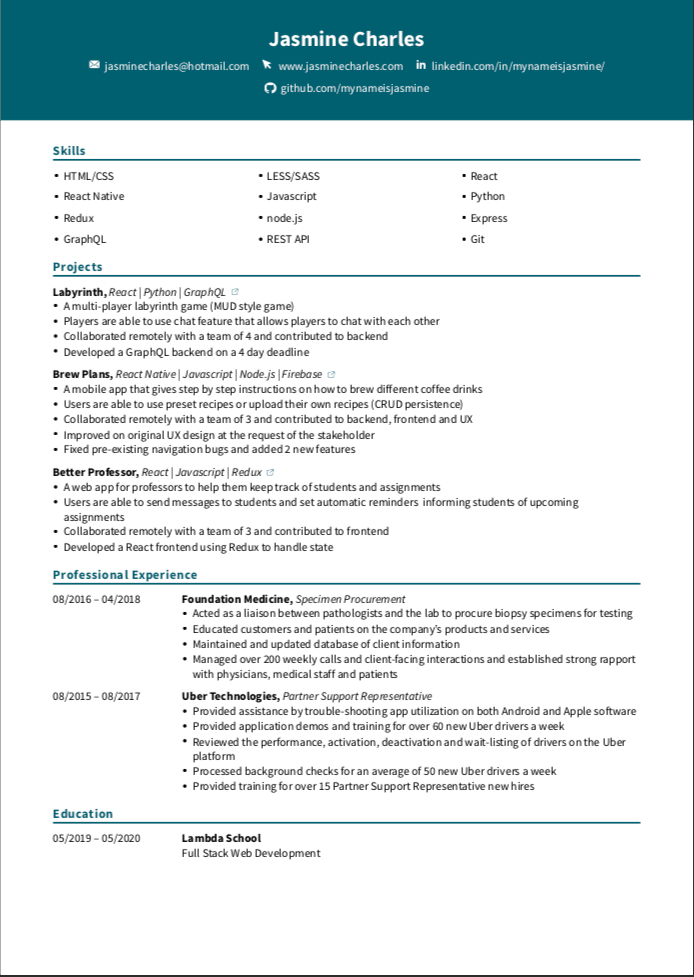 Jasmine Charles
jasminecharles@hotmail.com www.jasminecharles.com linkedin.com/in/mynameisjasmine/
github.com/mynameisjasmine
Skills
• HTML/CSS • LESS/SASS • React
• React Native • Javascript • Python
• Redux • node.js • Express
• GraphQL • REST API • Git
Projects
Labyrinth, React | Python | GraphQL
• A multi-player labyrinth game (MUD style game)
• Players are able to use chat feature that allows players to chat with each other
• Collaborated remotely with a team of 4 and contributed to backend
• Developed a GraphQL backend on a 4 day deadline
Brew Plans, React Native | Javascript | Node.js |Firebase
• A mobile app that gives step by step instructions on how to brew different coffee drinks
• Users are able to use preset recipes or upload their own recipes (CRUD persistence)
• Collaborated remotely with a team of 3 and contributed to backend, frontend and UX
• Improved on original UX design at the request of the stakeholder
• Fixed pre-existing navigation bugs and added 2 new features
Better Professor, React | Javascript | Redux
• A web app for professors to help them keep track of students and assignments
• Users are able to send messages to students and set automatic reminders informing students of upcoming
assignments
• Collaborated remotely with a team of 3 and contributed to frontend
• Developed a React frontend using Redux to handle state
Professional Experience
08/2016 – 04/2018 Foundation Medicine, Specimen Procurement
• Acted as a liaison between pathologists and the lab to procure biopsy specimens for testing
• Educated customers and patients on the company's products and services
• Maintained and updated database of client information
• Managed over 200 weekly calls and client-facing interactions and established strong rapport
with physicians, medical staff and patients
08/2015 – 08/2017 Uber Technologies, Partner Support Representative
• Provided assistance by trouble-shooting app utilization on both Android and Apple software
• Provided application demos and training for over 60 new Uber drivers a week
• Reviewed the performance, activation, deactivation and wait-listing of drivers on the Uber
platform
• Processed background checks for an average of 50 new Uber drivers a week
• Provided training for over 15 Partner Support Representative new hires
Education
05/2019 – 05/2020 Lambda School
Full Stack Web Development